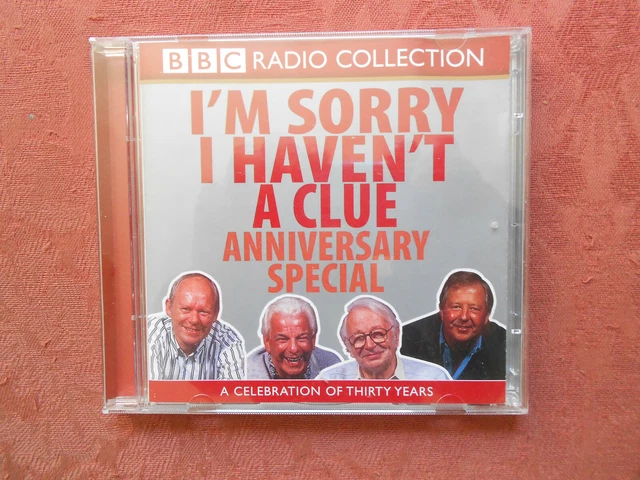 BBC RADIO COLLECTION
I'M SORRY
I HAVEN'T
A CLUE
ANNIVERSARY
SPECIAL
A CELEBRATION OF THIRTY YEARS